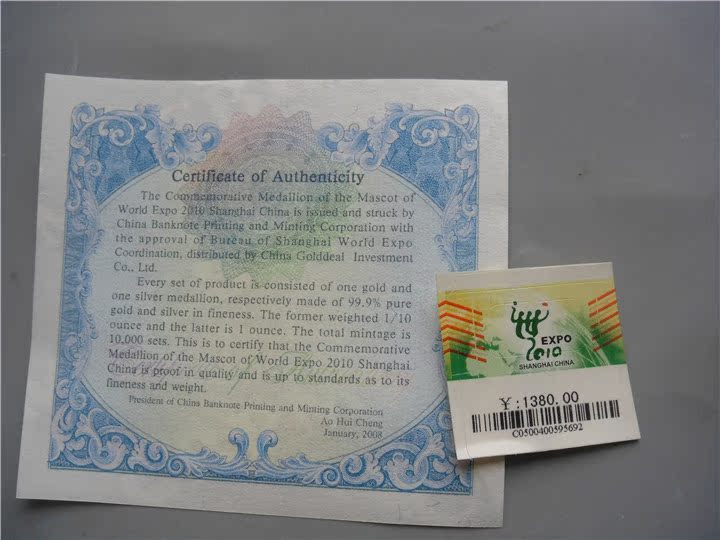 Certificate of Authenticity
The Commemorative Medallion of the Mascot of
World Expo 2010 Shanghai China is issued and struck by
China Banknote Printing and Minting Corporation with
the approval of Bureau of Shanghai World Expo
Coordination, distributed by China Golddeal Investment
Co., Ltd.
Every set of product is consisted of one gold and
one silver medallion, respectively made of 99.9% pure
gold and silver in fineness. The former weighted 1/10
ounce and the latter is 1 ounce. The total mintage is
10,000 sets. This is to certify that the Commemorative
Medallion of the Mascot of World Expo 2010 Shanghai
China is proof in quality and is up to standards as to its
fineness and weight.
President of China Banknote Printing and Minting Corporation
Ao Hui Cheng
January, 2008
EXPO
2010
SHANGHAI CHINA
¥:1380.00
C0500400595692